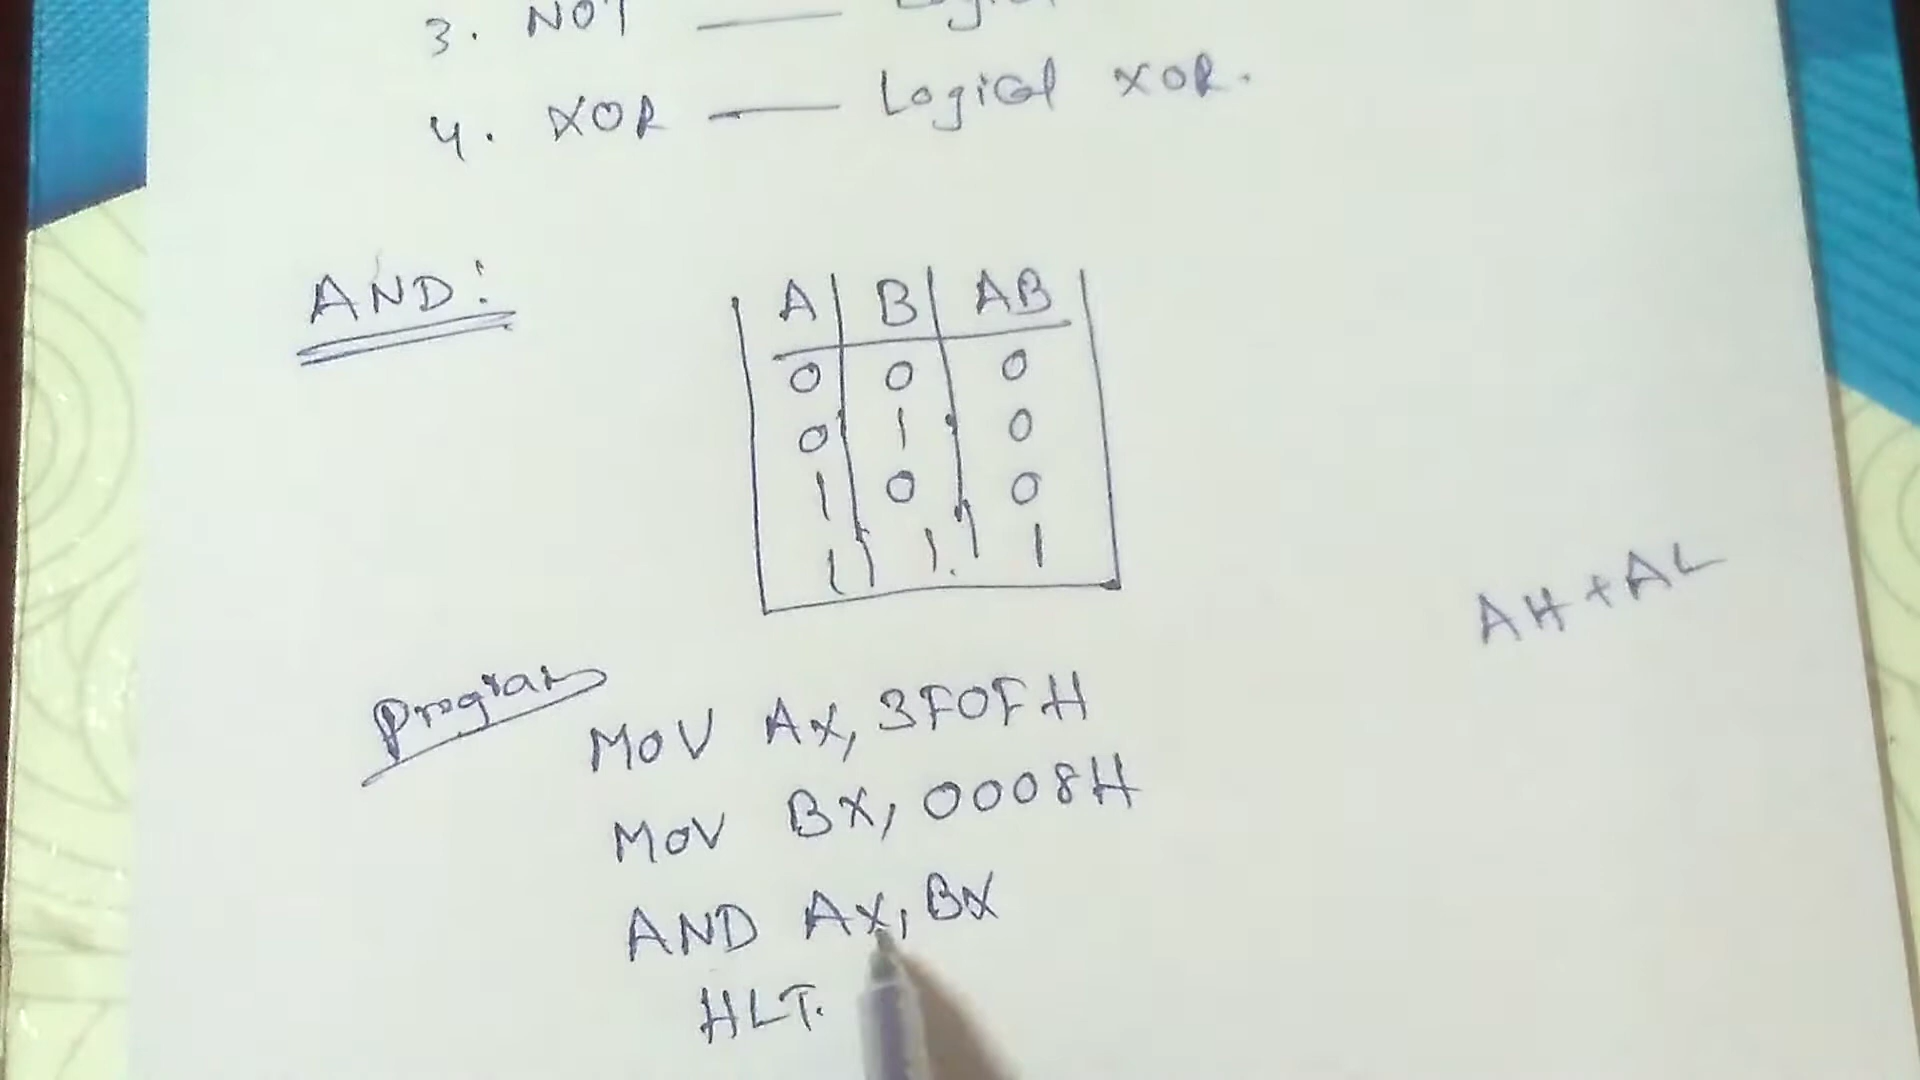 3. NOT —
4. XOR — Logical XOR.
AND:
A B AB
0 0 0
0 1 0
1 0 0
1 1 1
AH+AL
Program
MOV AX, 3F0FH
MOV BX, 0008H
AND AX, BX
HLT.